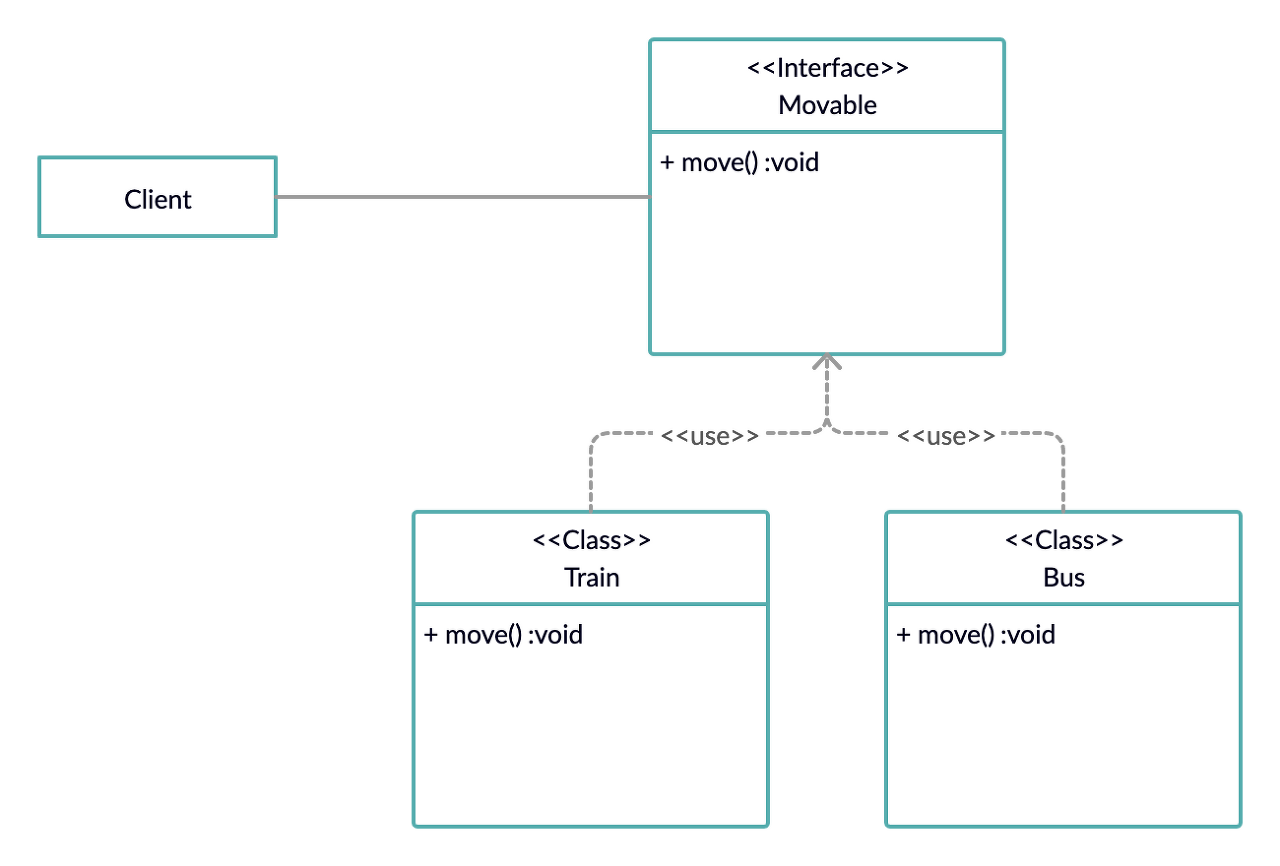 <<Interface>>
Movable
+ move() :void
Client
<<use>>
<<use>>
<<Class>>
Train
+ move() :void
<<Class>>
Bus
+ move() :void